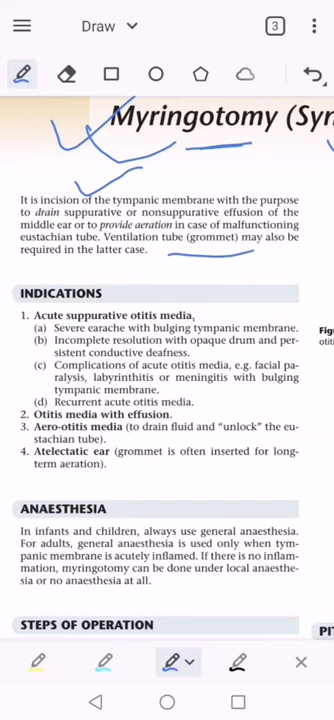 Draw
3
Myringotomy (Syn
It is incision of the tympanic membrane with the purpose
to drain suppurative or nonsuppurative effusion of the
middle ear or to provide aeration in case of malfunctioning
eustachian tube. Ventilation tube (grommet) may also be
required in the latter case.
INDICATIONS
1. Acute suppurative otitis media.
(a) Severe earache with bulging tympanic membrane.
(b) Incomplete resolution with opaque drum and per-
sistent conductive deafness.
(c) Complications of acute otitis media, e.g. facial pa-
ralysis, labyrinthitis or meningitis with bulging
tympanic membrane.
(d) Recurrent acute otitis media.
2. Otitis media with effusion.
3. Aero-otitis media (to drain fluid and “unlock” the eu-
stachian tube).
4. Atelectatic ear (grommet is often inserted for long-
term aeration).
Figu
otiti
ANAESTHESIA
In infants and children, always use general anaesthesia.
For adults, general anaesthesia is used only when tym-
panic membrane is acutely inflamed. If there is no inflam-
mation, myringotomy can be done under local anaesthe-
sia or no anaesthesia at all.
STEPS OF OPERATION
PI